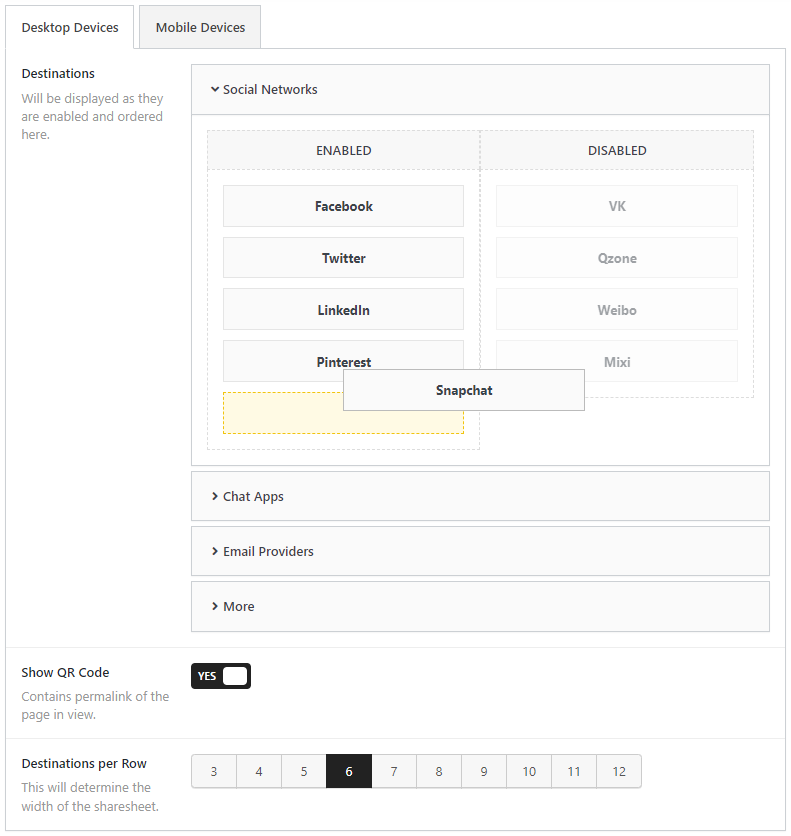 Desktop Devices
Mobile Devices
Destinations
Will be displayed as they
are enabled and ordered
here.
Social Networks
ENABLED
DISABLED
Facebook
VK
Twitter
Qzone
LinkedIn
Weibo
Pinterest
Mixi
Snapchat
Chat Apps
Email Providers
More
Show QR Code
Contains permalink of the
page in view.
YES
Destinations per Row
This will determine the
width of the sharesheet.
3 4 5 6 7 8 9 10 11 12